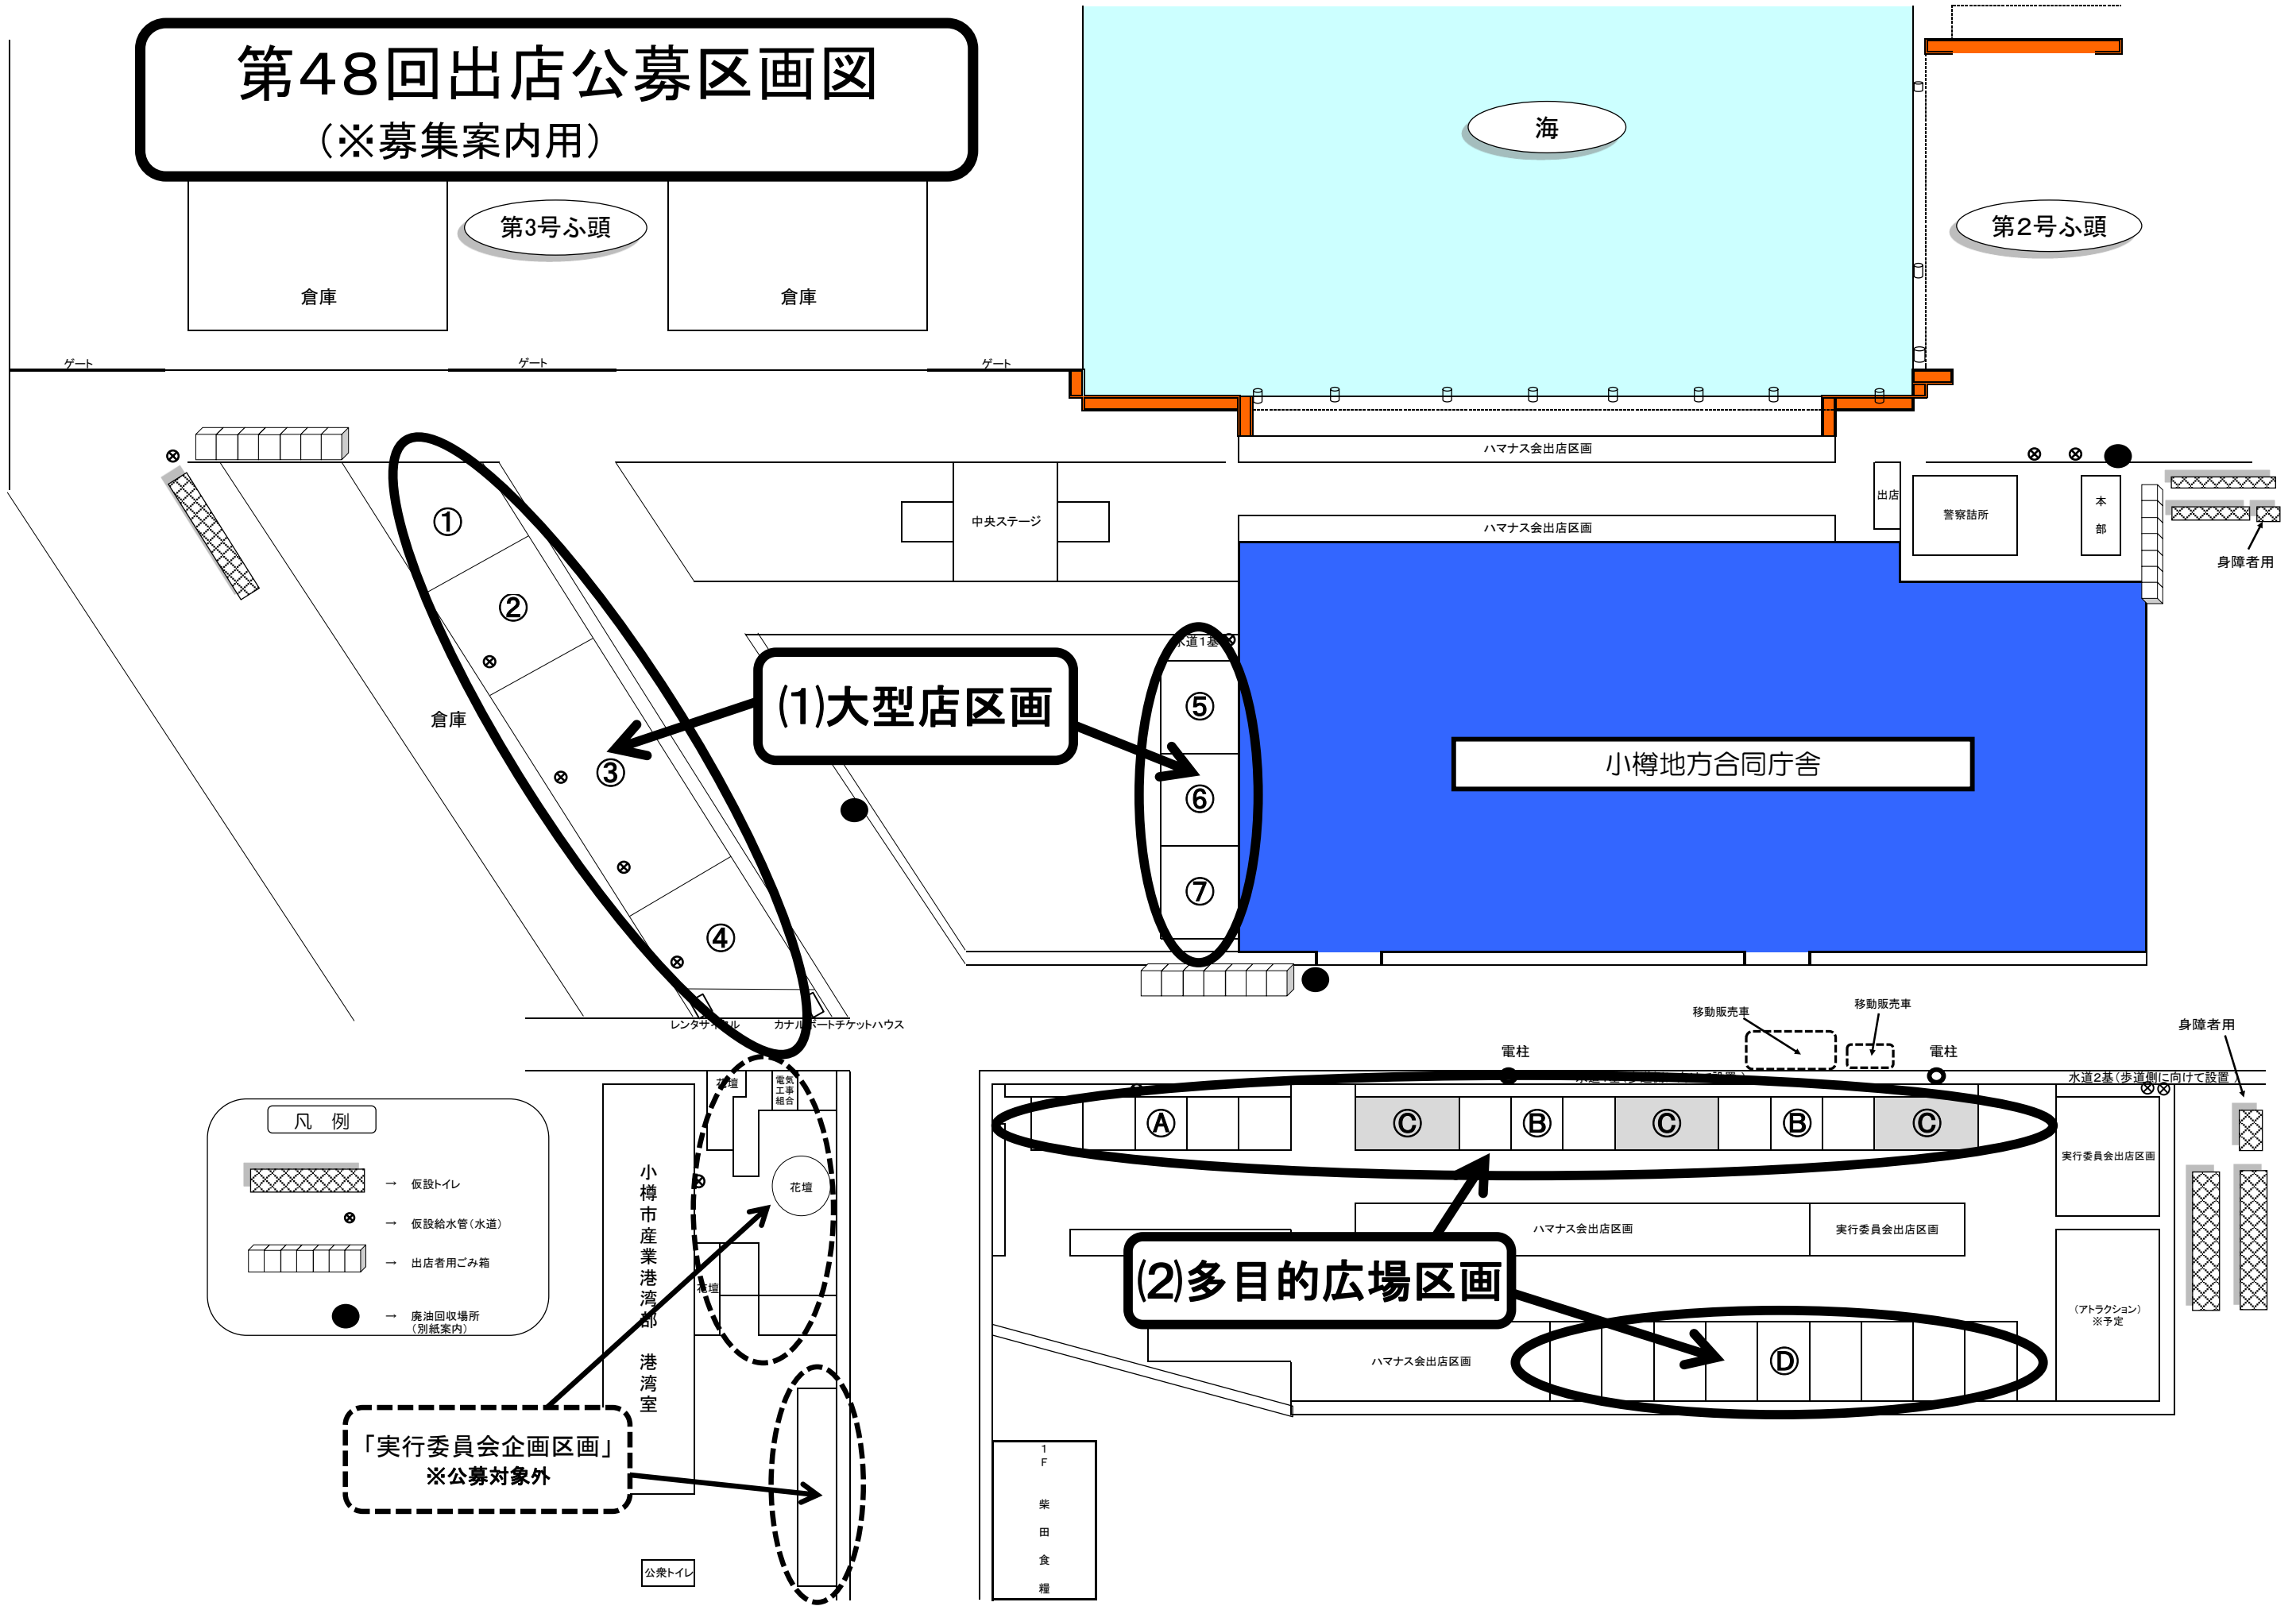 第48回出店公募区画図
（※募集案内用）
海
第3号ふ頭
第2号ふ頭
倉庫
倉庫
ゲート
ゲート
ゲート
ハマナス会出店区画
出店
警察詰所
本部
身障者用
中央ステージ
ハマナス会出店区画
①
②
③
④
倉庫
水道1基
⑤
⑥
⑦
(1)大型店区画
小樽地方合同庁舎
レンタサイクル
カナルボートチケットハウス
移動販売車
移動販売車
電柱
電柱
身障者用
水道2基(歩道側に向けて設置)
花壇
電気
工事
組合
花壇
花壇
Ⓐ
Ⓒ
Ⓑ
Ⓒ
Ⓑ
Ⓒ
実行委員会出店区画
ハマナス会出店区画
実行委員会出店区画
(2)多目的広場区画
(アトラクション)
※予定
ハマナス会出店区画
Ⓓ
凡 例
→ 仮設トイレ
→ 仮設給水管(水道)
→ 出店者用ごみ箱
→ 廃油回収場所
(別紙案内)
小樽市産業港湾部 港湾室
「実行委員会企画区画」
※公募対象外
公衆トイレ
1F 柴田食糧